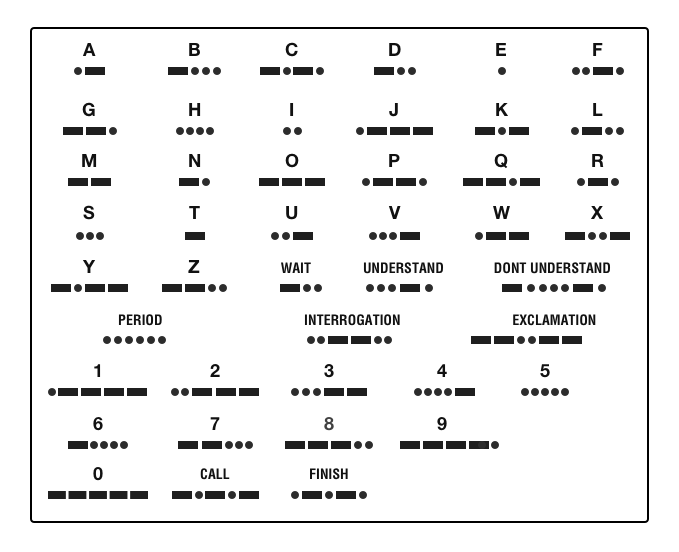 A B C D E F
G H I J K L
M N O P Q R
S T U V W X
Y Z WAIT UNDERSTAND DONT UNDERSTAND
PERIOD INTERROGATION EXCLAMATION
1 2 3 4 5
6 7 8 9
0 CALL FINISH